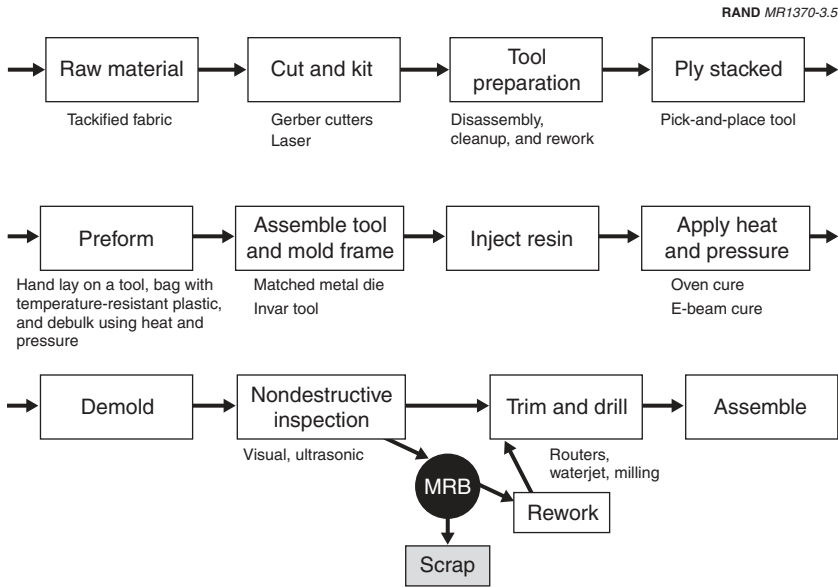 RAND MR1370-3.5
Raw material
Cut and kit
Tool
preparation
Ply stacked
Tackified fabric
Gerber cutters
Laser
Disassembly,
cleanup, and rework
Pick-and-place tool
Preform
Assemble tool
and mold frame
Inject resin
Apply heat
and pressure
Hand lay on a tool, bag with
temperature-resistant plastic,
and debulk using heat and
pressure
Matched metal die
Invar tool
Oven cure
E-beam cure
Demold
Nondestructive
inspection
Trim and drill
Assemble
Visual, ultrasonic
Routers,
waterjet, milling
MRB
Rework
Scrap